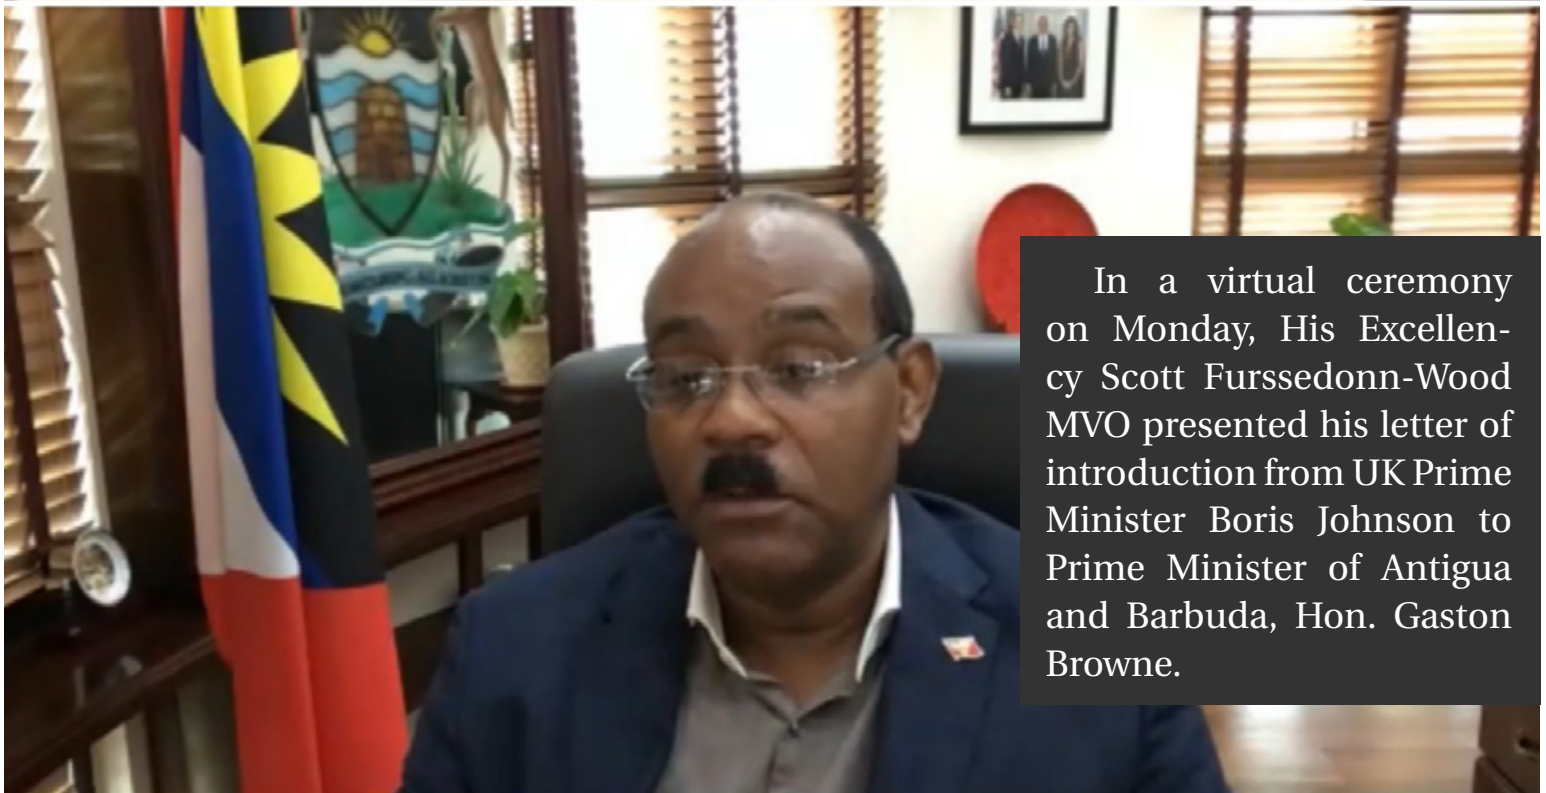 In a virtual ceremony
on Monday, His Excellen-
cy Scott Furssedonn-Wood
MVO presented his letter of
introduction from UK Prime
Minister Boris Johnson to
Prime Minister of Antigua
and Barbuda, Hon. Gaston
Browne.